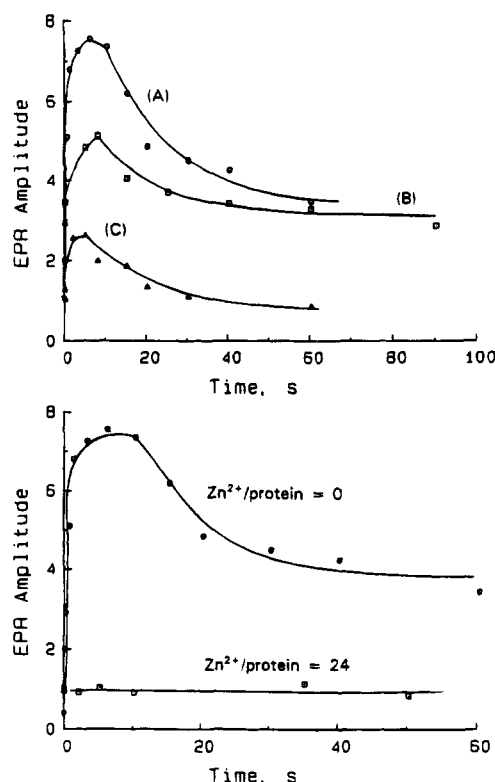 8
6
4
2
0
EPR Amplitude
(A)
(B)
(C)
0 20 40 60 80 100
Time, s
8
6
4
2
0
EPR Amplitude
Zn²⁺/protein = 0
Zn²⁺/protein = 24
0 20 40 60
Time, s